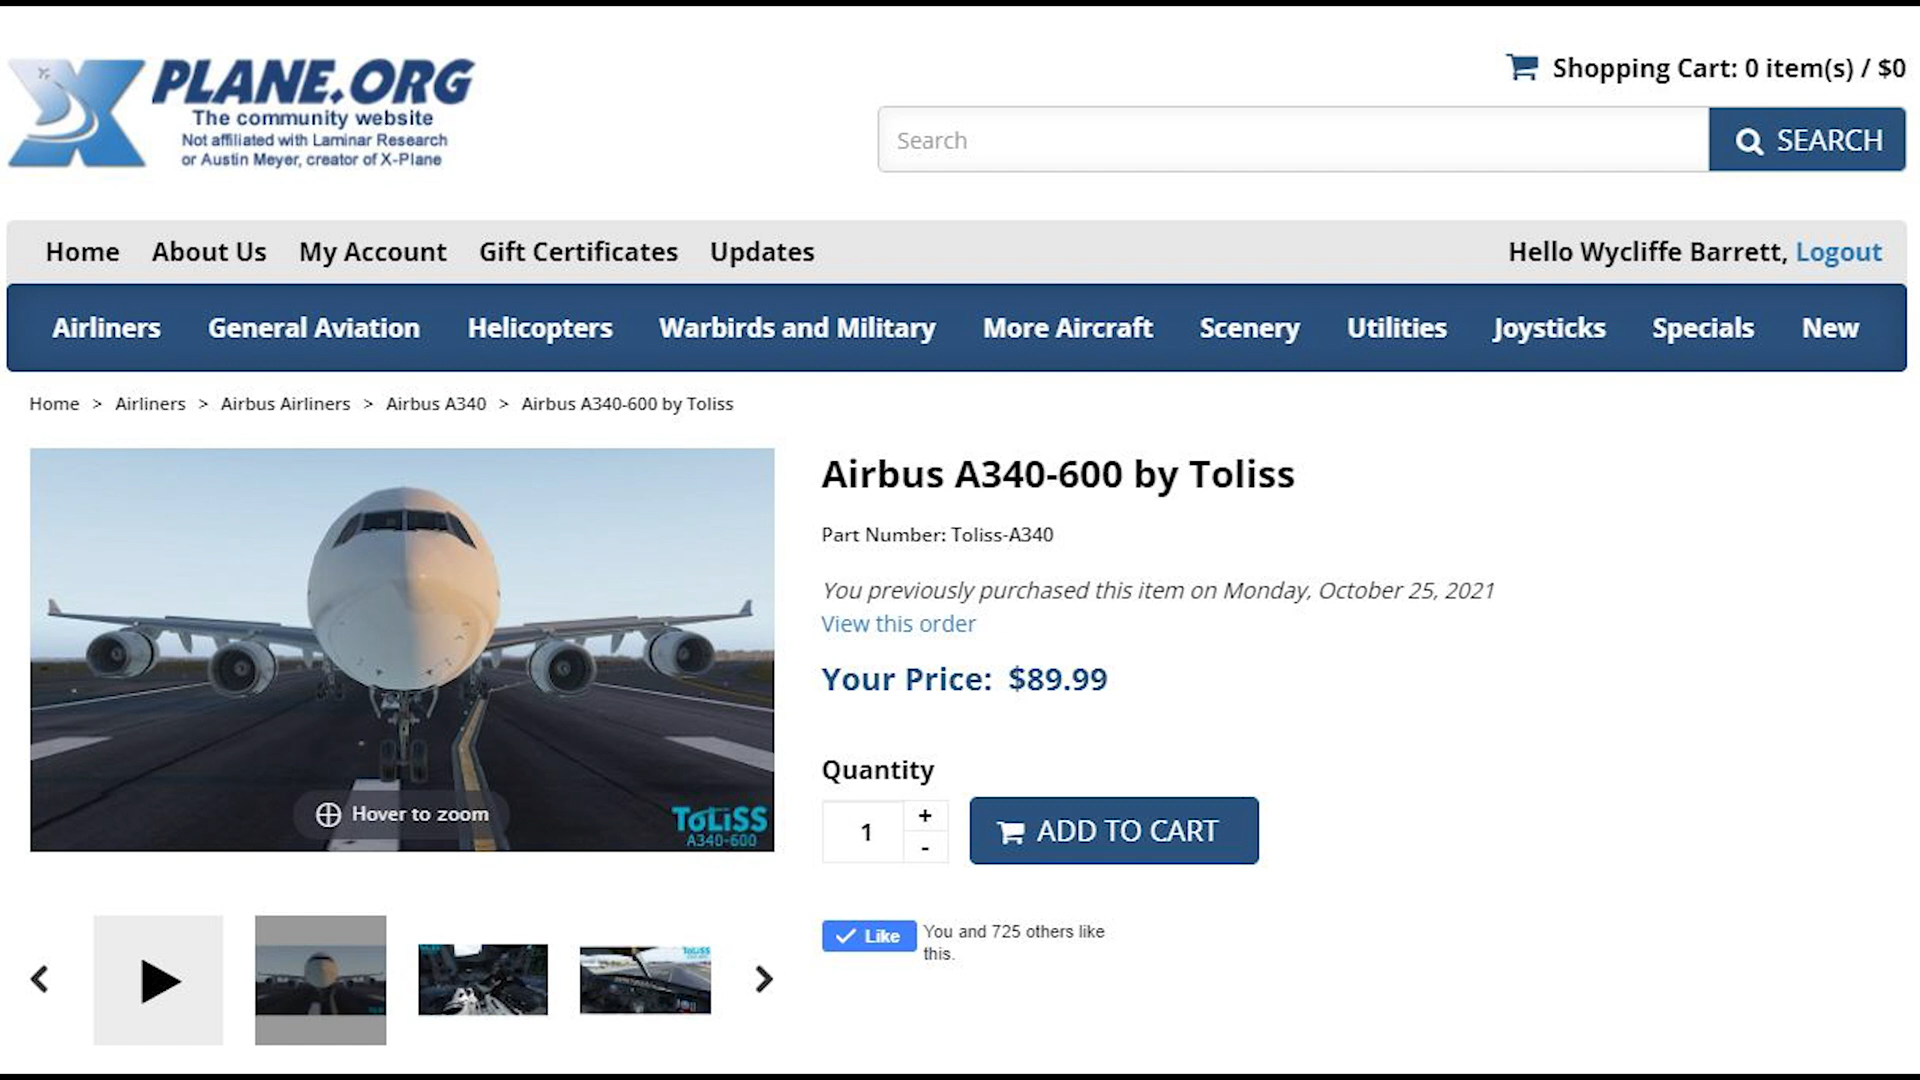 PLANE.ORG
The community website
Not affiliated with Laminar Research
or Austin Meyer, creator of X-Plane
Shopping Cart: 0 item(s) / $0
Search
SEARCH
Home About Us My Account Gift Certificates Updates
Hello Wycliffe Barrett, Logout
Airliners General Aviation Helicopters Warbirds and Military More Aircraft Scenery Utilities Joysticks Specials New
Home > Airliners > Airbus Airliners > Airbus A340 > Airbus A340-600 by Toliss
Hover to zoom
ToLiSS
A340-600
Airbus A340-600 by Toliss
Part Number: Toliss-A340
You previously purchased this item on Monday, October 25, 2021
View this order
Your Price: $89.99
Quantity
1
+
-
ADD TO CART
Like
You and 725 others like
this.